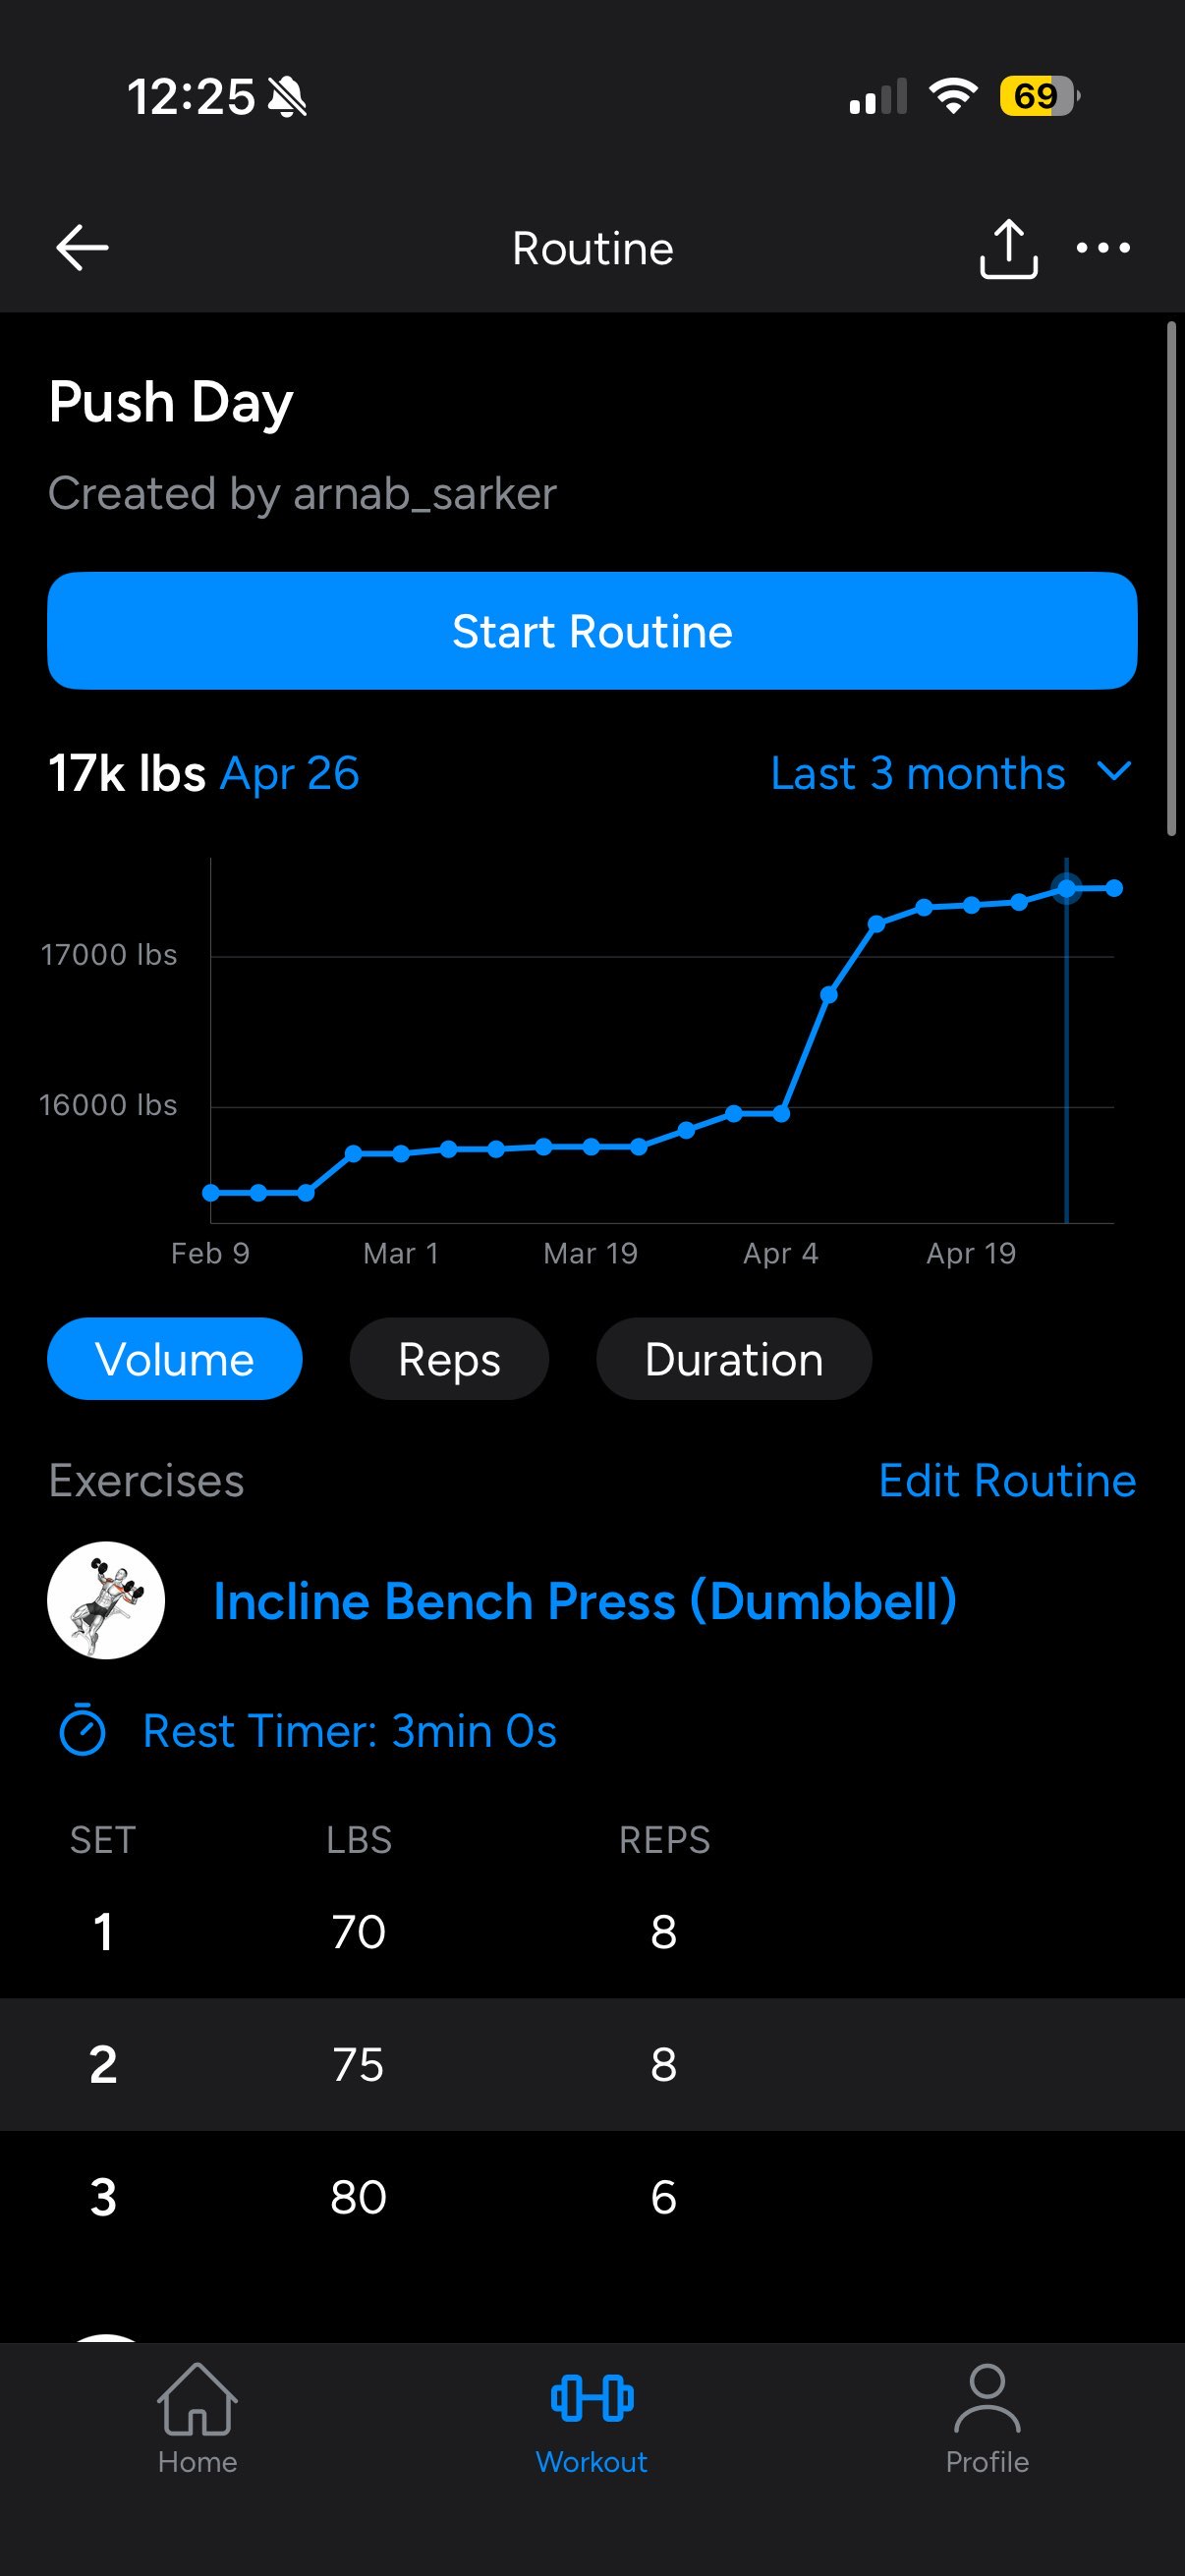 12:25
69
Routine
Push Day
Created by arnab_sarker
Start Routine
17k lbs Apr 26 Last 3 months
17000 lbs
16000 lbs
Feb 9 Mar 1 Mar 19 Apr 4 Apr 19
Volume Reps Duration
Exercises Edit Routine
Incline Bench Press (Dumbbell)
Rest Timer: 3min 0s
SET LBS REPS
1 70 8
2 75 8
3 80 6
Home Workout Profile